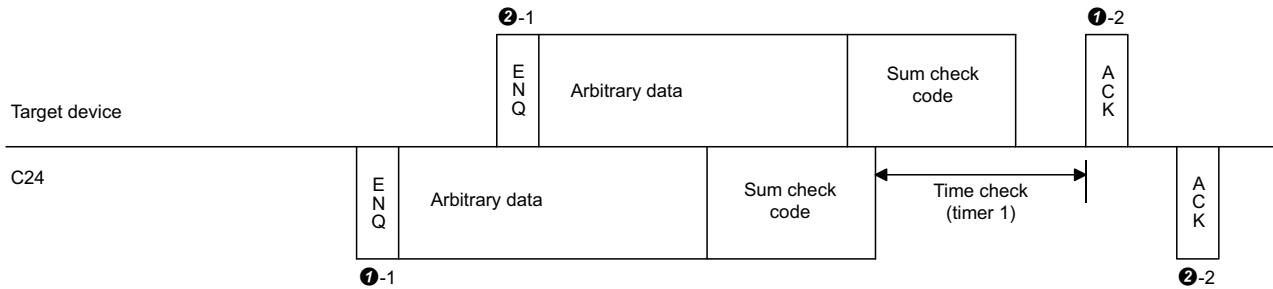 ❷-1
❶-2
E
N
Q
Arbitrary data
Sum check
code
A
C
K
Target device
C24
E
N
Q
Arbitrary data
Sum check
code
Time check
(timer 1)
A
C
K
❶-1
❷-2